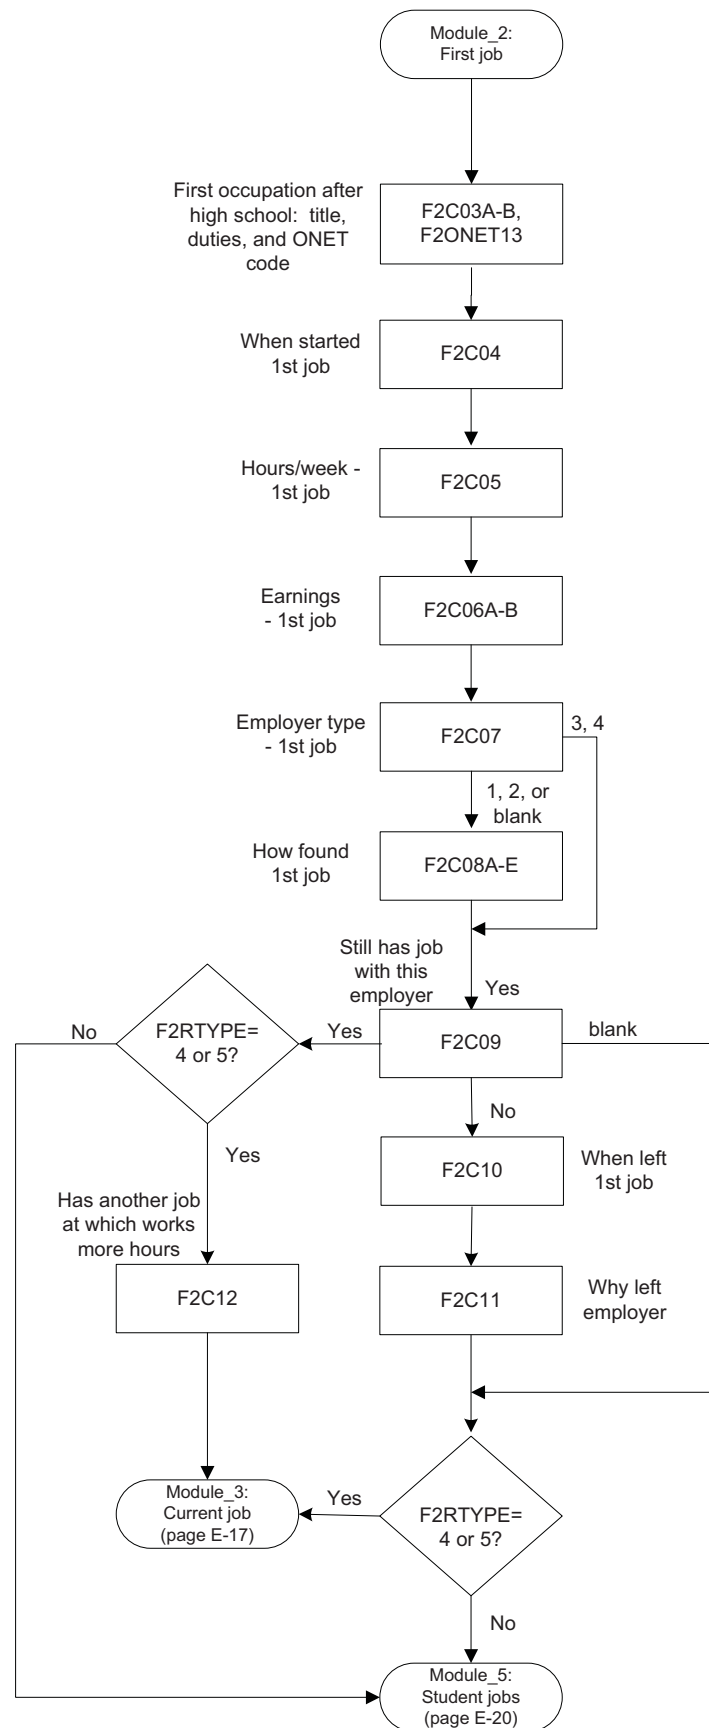 Module_2:
First job
First occupation after
high school:  title,
duties, and ONET
code
F2C03A-B,
F2ONET13
When started
1st job
F2C04
Hours/week -
1st job
F2C05
Earnings
- 1st job
F2C06A-B
Employer type
- 1st job
F2C07
3, 4
1, 2, or
blank
How found
1st job
F2C08A-E
Still has job
with this
employer
Yes
No
F2RTYPE=
4 or 5?
Yes
F2C09
blank
No
Yes
F2C10
When left
1st job
Has another job
at which works
more hours
F2C12
F2C11
Why left
employer
Module_3:
Current job
(page E-17)
Yes
F2RTYPE=
4 or 5?
No
Module_5:
Student jobs
(page E-20)